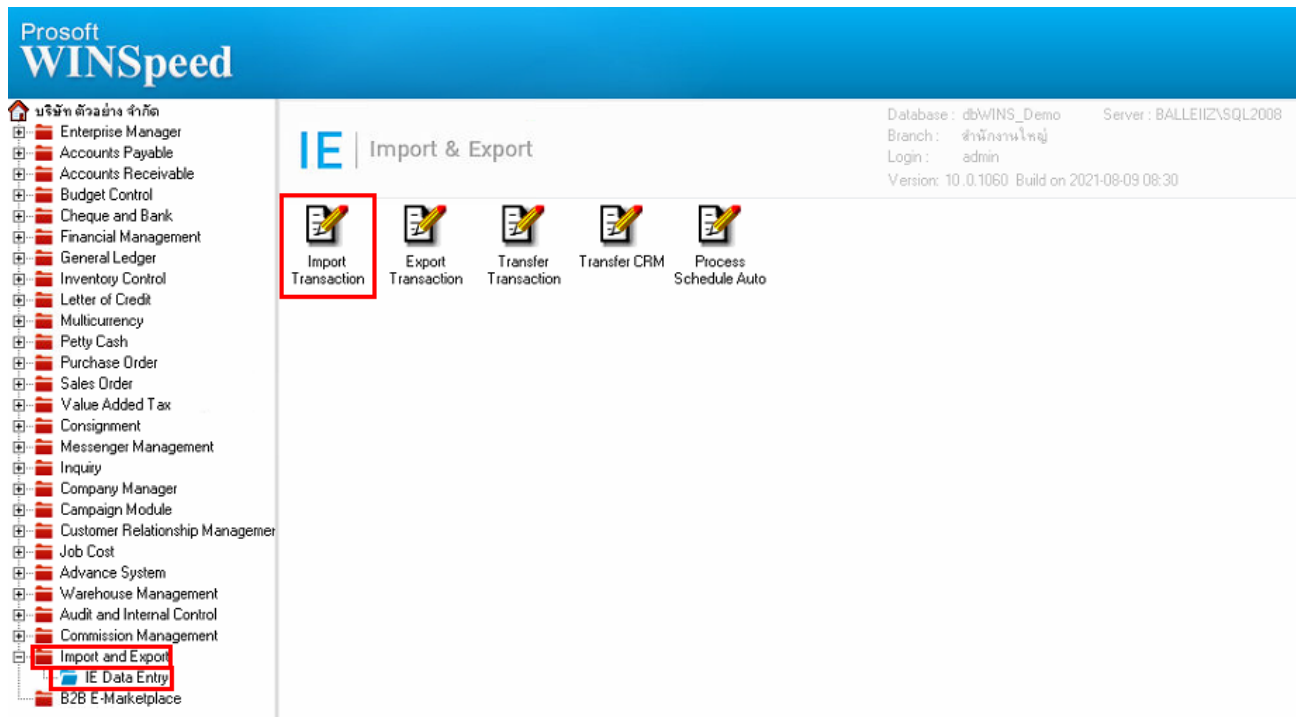 Prosoft
WINSpeed
บริษัท ตัวอย่าง จำกัด
Enterprise Manager
Accounts Payable
Accounts Receivable
Budget Control
Cheque and Bank
Financial Management
General Ledger
Inventory Control
Letter of Credit
Multicurrency
Petty Cash
Purchase Order
Sales Order
Value Added Tax
Consignment
Messenger Management
Inquiry
Company Manager
Campaign Module
Customer Relationship Managemer
Job Cost
Advance System
Warehouse Management
Audit and Internal Control
Commission Management
Import and Export
IE Data Entry
B2B E-Marketplace
IE Import & Export
Database : dbWINS_Demo Server : BALLEIIZ\SQL2008
Branch : สำนักงานใหญ่
Login : admin
Version: 10.0.1060 Build on 2021-08-09 08:30
Import Transaction
Export Transaction
Transfer Transaction
Transfer CRM
Process Schedule Auto